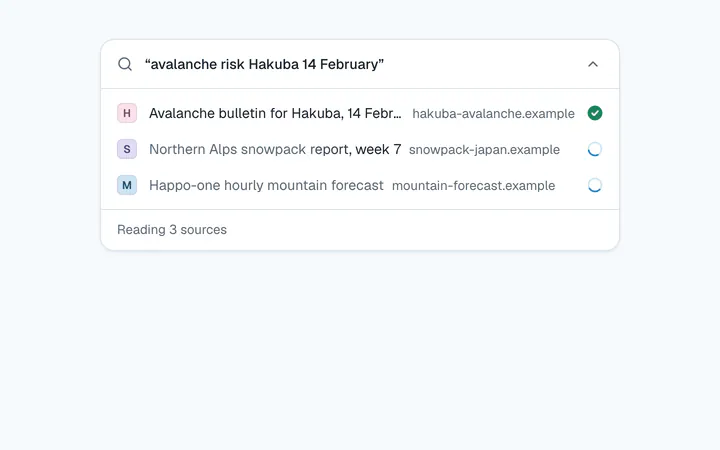 “avalanche risk Hakuba 14 February”
H Avalanche bulletin for Hakuba, 14 Febr… hakuba-avalanche.example
S Northern Alps snowpack report, week 7 snowpack-japan.example
M Happo-one hourly mountain forecast mountain-forecast.example
Reading 3 sources